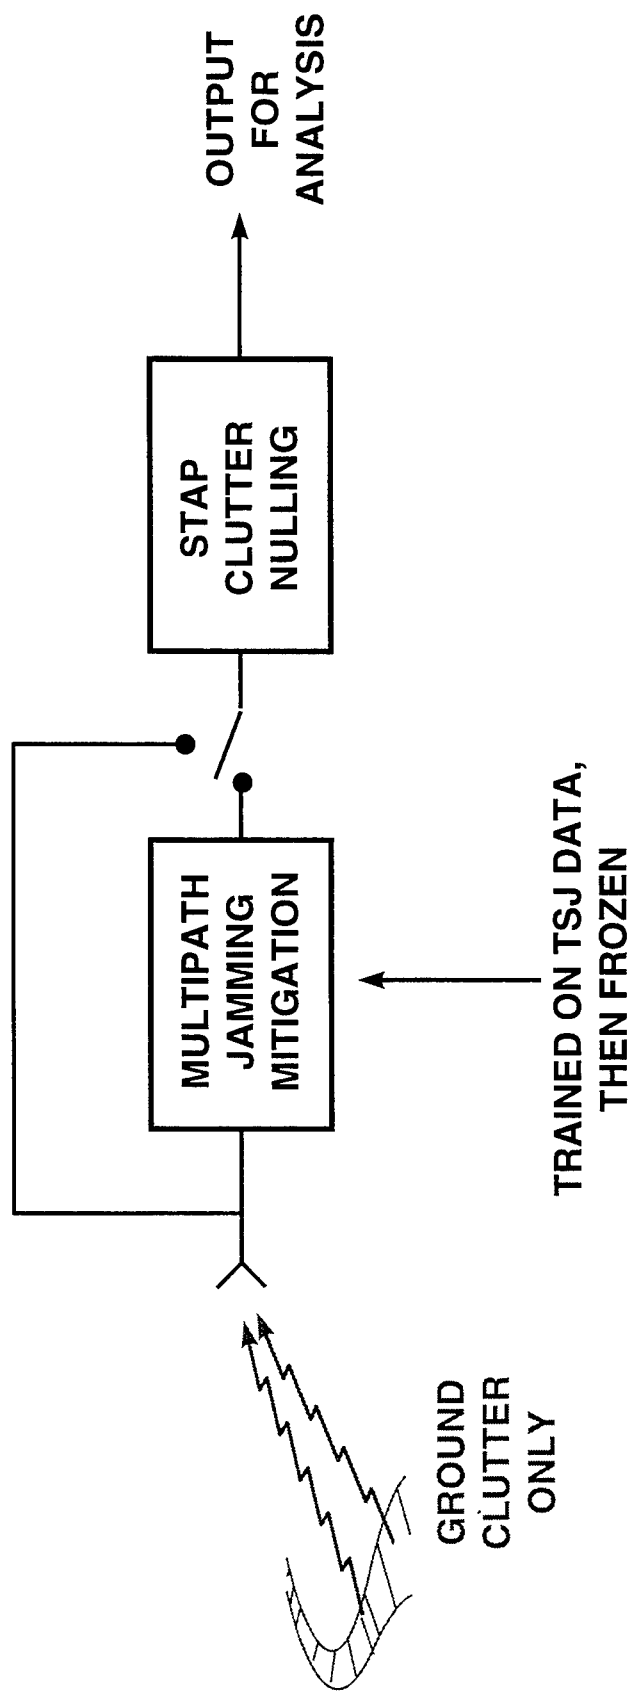 GROUND
CLUTTER
ONLY
MULTIPATH
JAMMING
MITIGATION
TRAINED ON TSJ DATA,
THEN FROZEN
STAP
CLUTTER
NULLING
OUTPUT
FOR
ANALYSIS